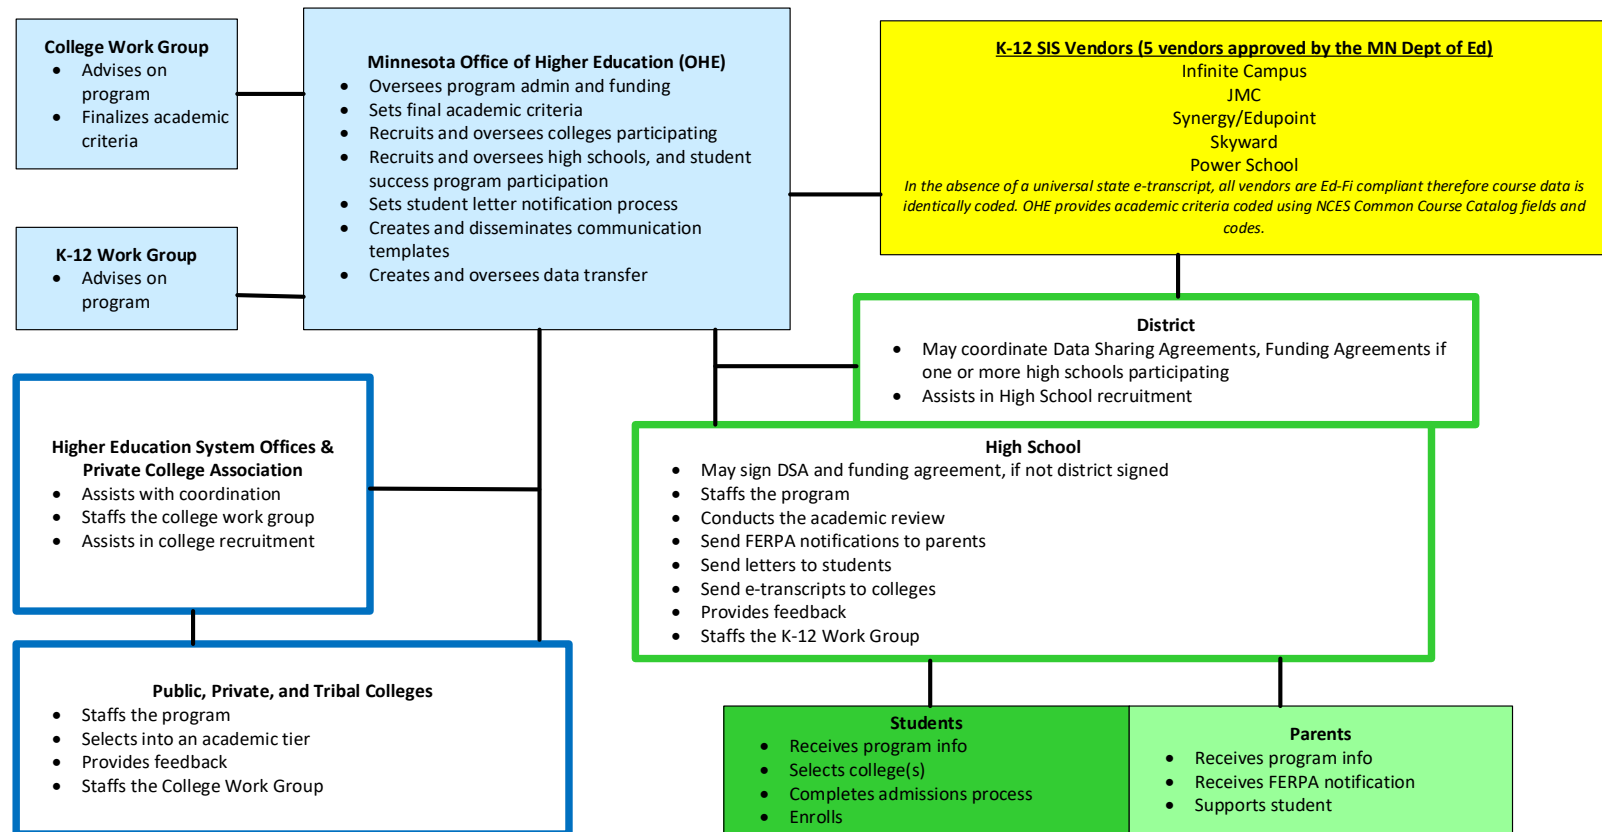 College Work Group
• Advises on
program
• Finalizes academic
criteria
K-12 Work Group
• Advises on
program
Minnesota Office of Higher Education (OHE)
• Oversees program admin and funding
• Sets final academic criteria
• Recruits and oversees colleges participating
• Recruits and oversees high schools, and student
success program participation
• Sets student letter notification process
• Creates and disseminates communication
templates
• Creates and oversees data transfer
K-12 SIS Vendors (5 vendors approved by the MN Dept of Ed)
Infinite Campus
JMC
Synergy/Edupoint
Skyward
Power School
In the absence of a universal state e-transcript, all vendors are Ed-Fi compliant therefore course data is
identically coded. OHE provides academic criteria coded using NCES Common Course Catalog fields and
codes.
District
• May coordinate Data Sharing Agreements, Funding Agreements if
one or more high schools participating
• Assists in High School recruitment
Higher Education System Offices &
Private College Association
• Assists with coordination
• Staffs the college work group
• Assists in college recruitment
High School
• May sign DSA and funding agreement, if not district signed
• Staffs the program
• Conducts the academic review
• Send FERPA notifications to parents
• Send letters to students
• Send e-transcripts to colleges
• Provides feedback
• Staffs the K-12 Work Group
Public, Private, and Tribal Colleges
• Staffs the program
• Selects into an academic tier
• Provides feedback
• Staffs the College Work Group
Students
• Receives program info
• Selects college(s)
• Completes admissions process
• Enrolls
Parents
• Receives program info
• Receives FERPA notification
• Supports student